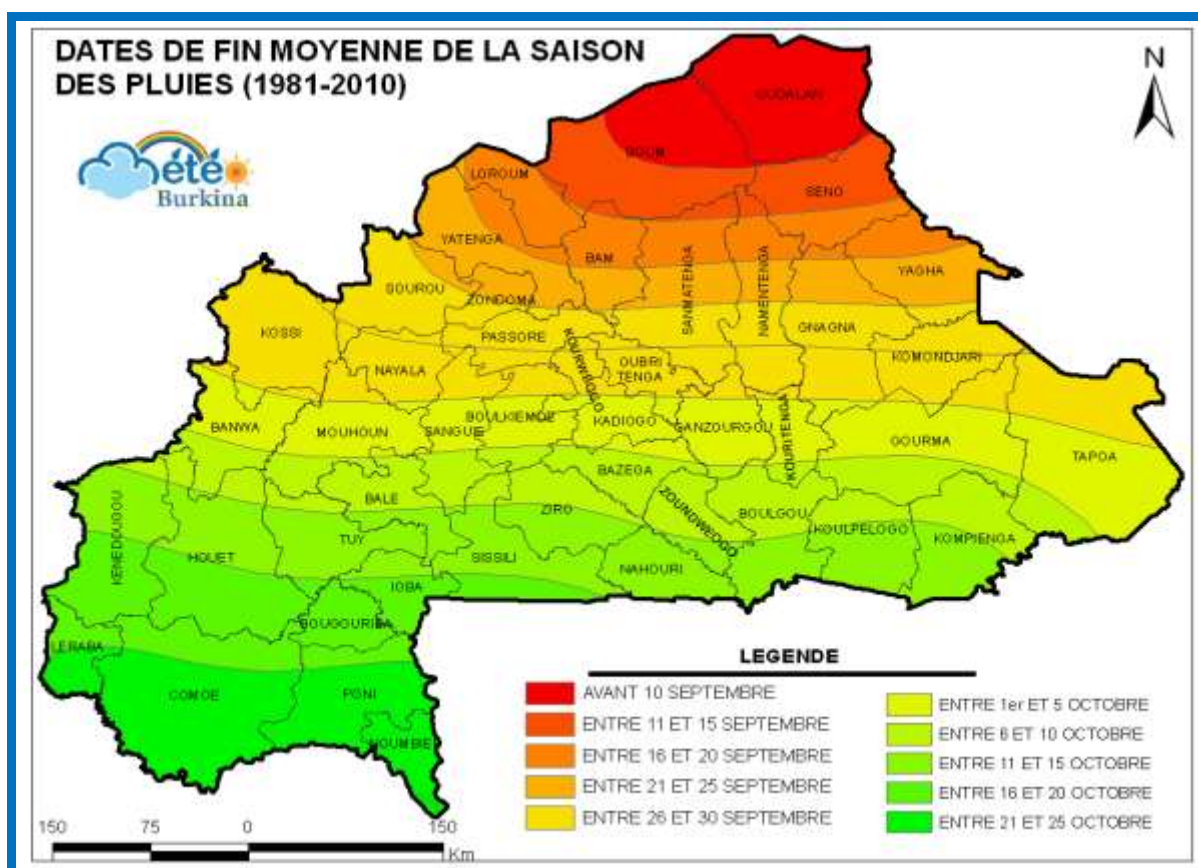 DATES DE FIN MOYENNE DE LA SAISON
DES PLUIES (1981-2010)
N
été
Burkina
OUDALAN
SOUM
LOROUM
SENO
YATENGA
BAM
SANMATENGA
NAMENTENGA
YAGHA
SOUROU
ZONDOMA
KOSSI
PASSORE
KOURWEOGO
OUBRI
TENGA
GNAGNA
KOMONDJARI
NAYALA
BANWA
MOUHOUN
SANGUIE
BOULKIEMDE
KADIOGO
GANZOURGOU
KOURITENGA
GOURMA
TAPOA
KENEDOUGOU
BALE
BAZEGA
ZIRO
ZOUNDWEOGO
BOULGOU
KOULPELOGO
KOMPIENGA
HOUET
TUY
SISSILI
NAHOURI
IOBA
BOUGOURIBA
LERABA
COMOE
PONI
NOUMBIE
LEGENDE
AVANT 10 SEPTEMBRE
ENTRE 11 ET 15 SEPTEMBRE
ENTRE 16 ET 20 SEPTEMBRE
ENTRE 21 ET 25 SEPTEMBRE
ENTRE 26 ET 30 SEPTEMBRE
ENTRE 1er ET 5 OCTOBRE
ENTRE 6 ET 10 OCTOBRE
ENTRE 11 ET 15 OCTOBRE
ENTRE 16 ET 20 OCTOBRE
ENTRE 21 ET 25 OCTOBRE
150 75 0 150
Km